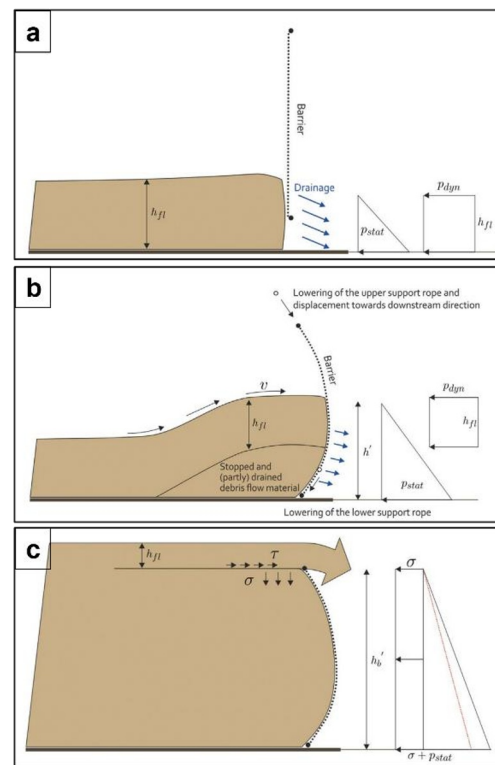 a
Barrier
Drainage
h_fl
p_stat
p_dyn
h_fl
b
Lowering of the upper support rope and
displacement towards downstream direction
Barrier
v
h_fl
Stopped and
(partly) drained
debris flow material
h'
p_dyn
h_fl
p_stat
Lowering of the lower support rope
c
h_fl
τ
σ
h_b'
σ
σ + p_stat